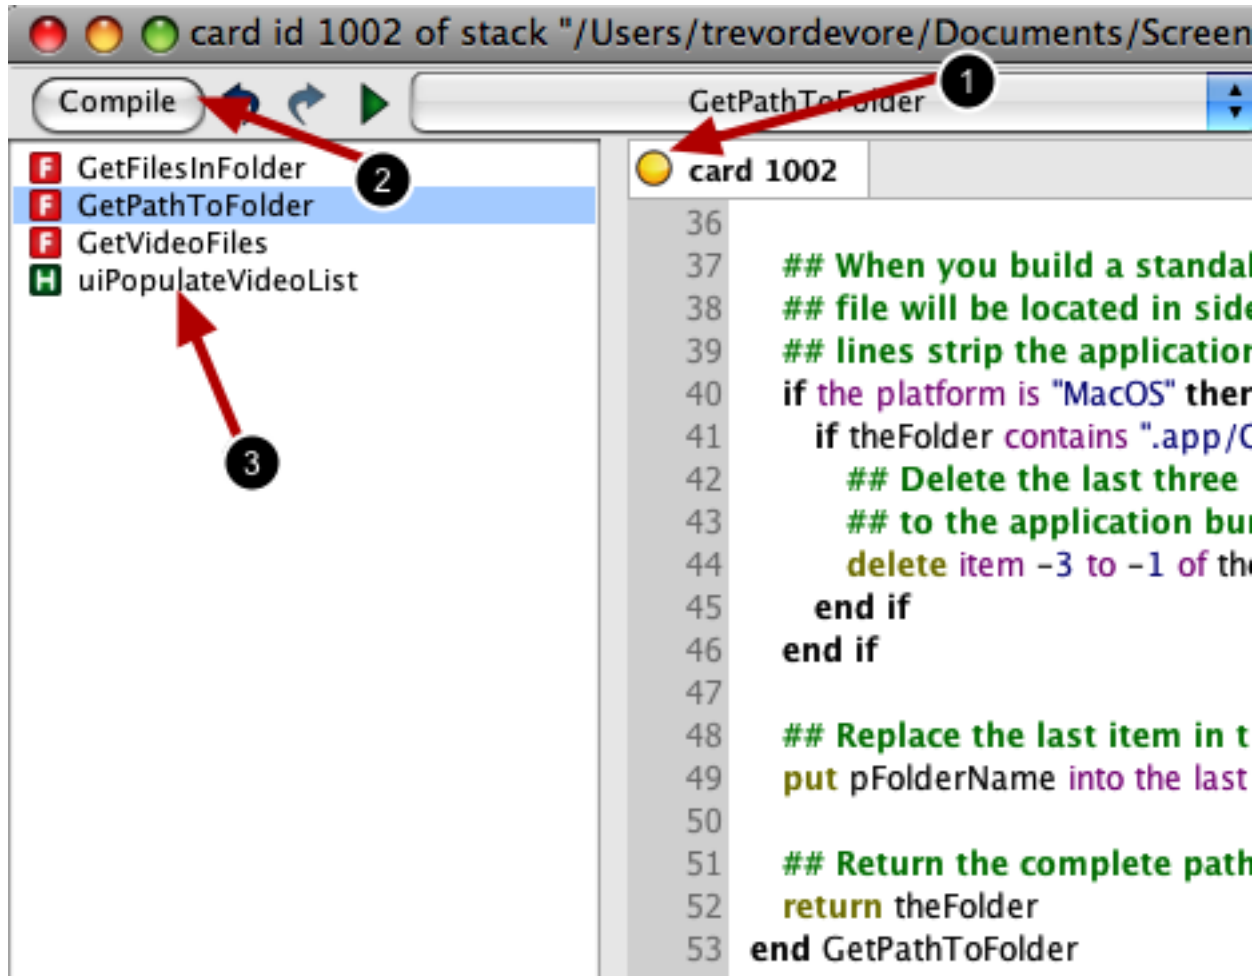 card id 1002 of stack "/Users/trevordevore/Documents/Screen
1
Compile
GetPathToFolder
2
F GetFilesInFolder
F GetPathToFolder
F GetVideoFiles
H uiPopulateVideoList
3
card 1002
36
37 ## When you build a standal
38 ## file will be located in side
39 ## lines strip the application
40 if the platform is "MacOS" then
41 if theFolder contains ".app/C
42 ## Delete the last three
43 ## to the application bun
44 delete item -3 to -1 of the
45 end if
46 end if
47
48 ## Replace the last item in t
49 put pFolderName into the last
50
51 ## Return the complete path
52 return theFolder
53 end GetPathToFolder